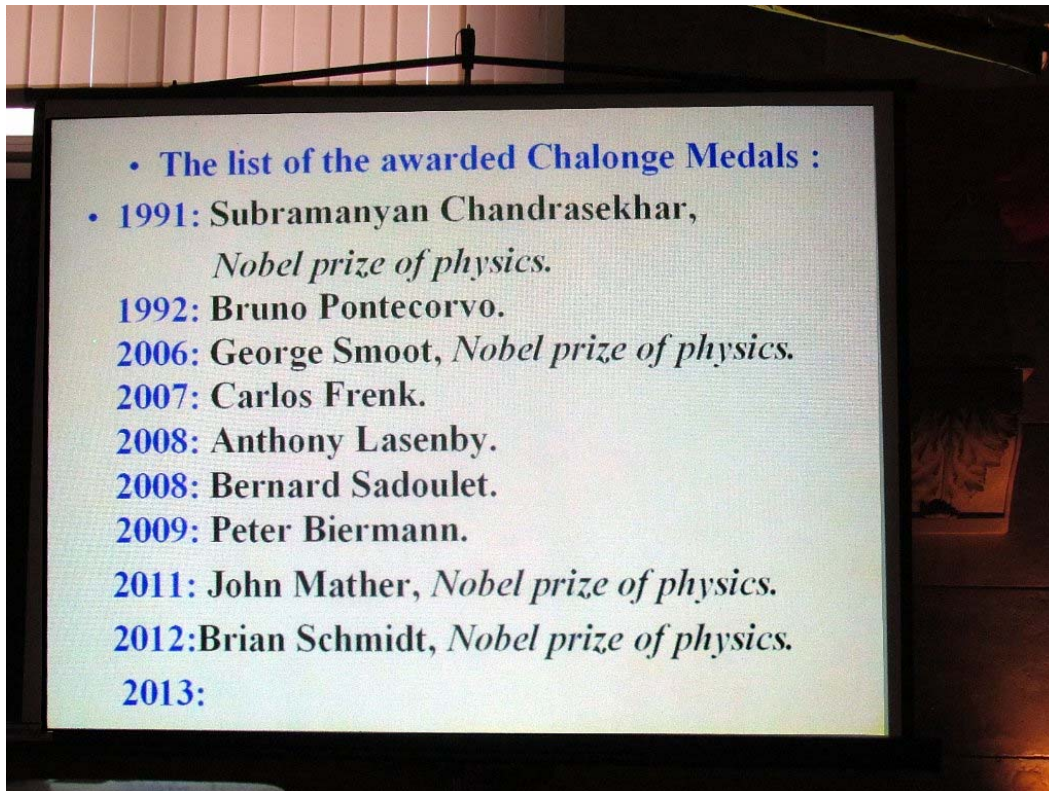 • The list of the awarded Chalonge Medals :
• 1991: Subramanyan Chandrasekhar,
Nobel prize of physics.
1992: Bruno Pontecorvo.
2006: George Smoot, Nobel prize of physics.
2007: Carlos Frenk.
2008: Anthony Lasenby.
2008: Bernard Sadoulet.
2009: Peter Biermann.
2011: John Mather, Nobel prize of physics.
2012:Brian Schmidt, Nobel prize of physics.
2013: